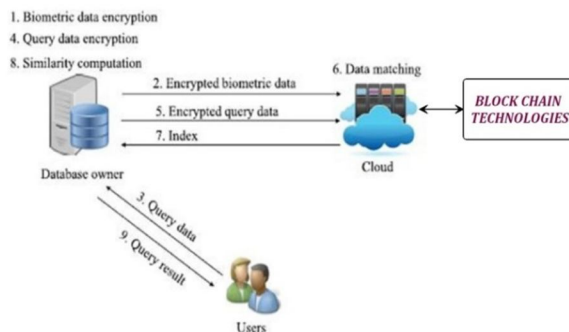 1. Biometric data encryption
4. Query data encryption
8. Similarity computation
6. Data matching
2. Encrypted biometric data
5. Encrypted query data
7. Index
BLOCK CHAIN
TECHNOLOGIES
Database owner
Cloud
3. Query data
9. Query result
Users